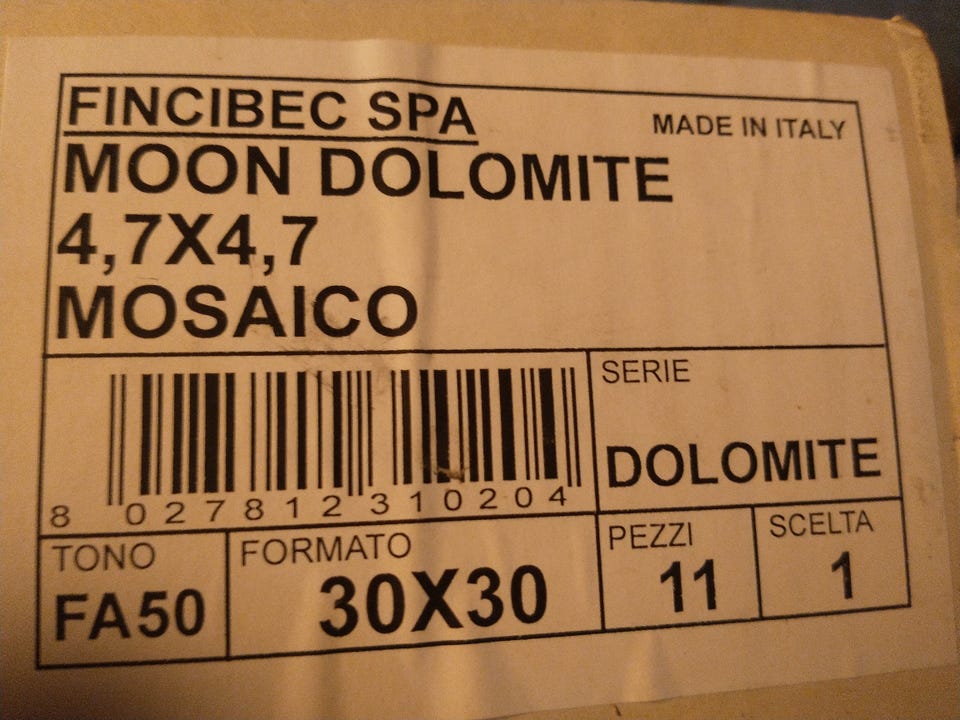 FINCIBEC SPA
MADE IN ITALY
MOON DOLOMITE
4,7X4,7
MOSAICO
8 027812 310204
SERIE
DOLOMITE
TONO
FA50
FORMATO
30X30
PEZZI
11
SCELTA
1